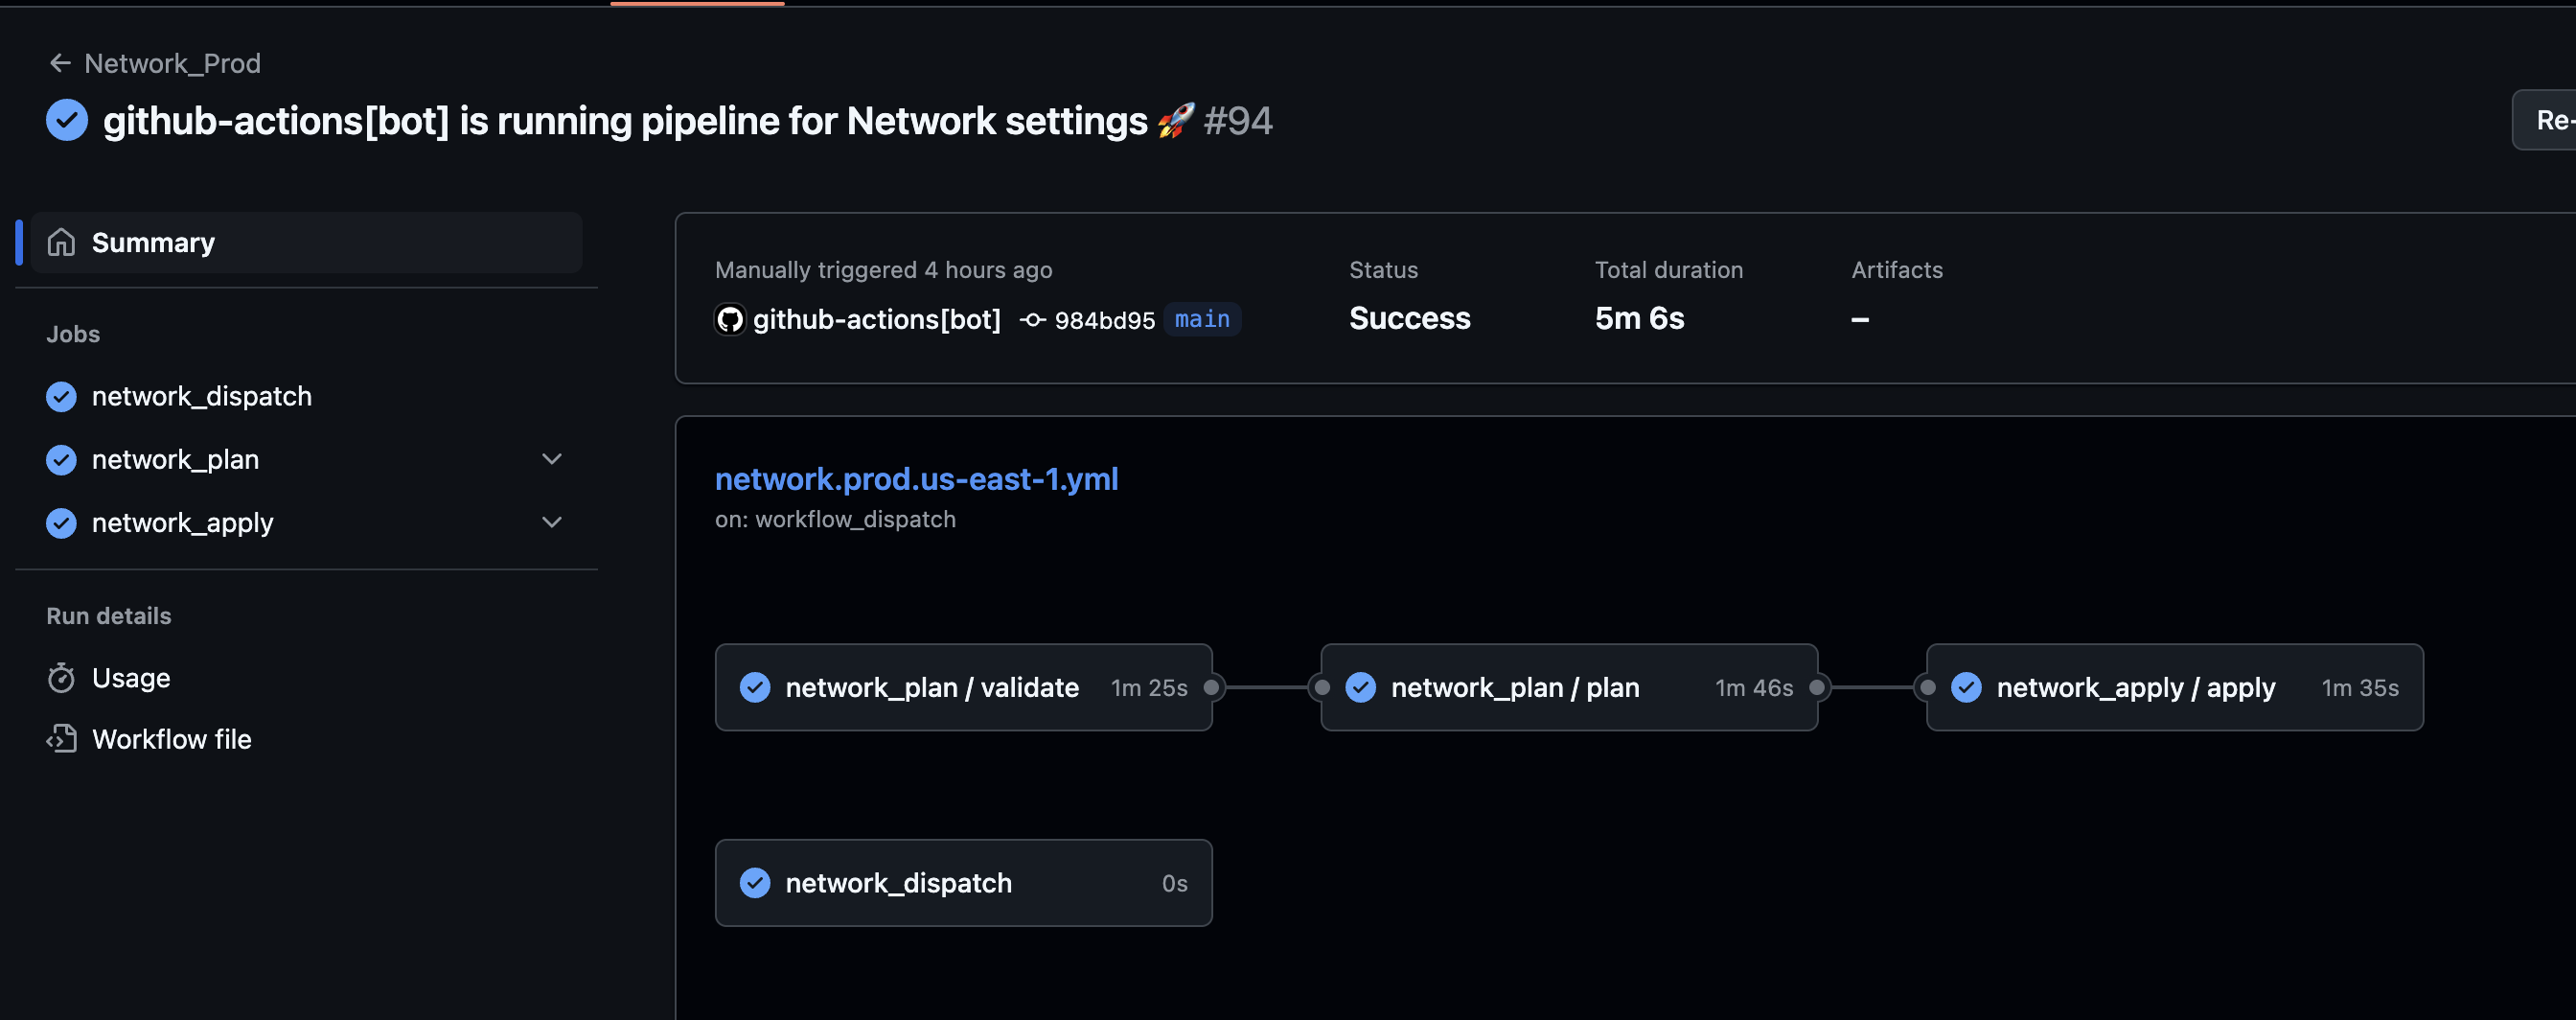 Network_Prod
github-actions[bot] is running pipeline for Network settings 🚀 #94
Re-
Summary
Jobs
network_dispatch
network_plan
network_apply
Run details
Usage
Workflow file
Manually triggered 4 hours ago
github-actions[bot] 984bd95 main
Status
Success
Total duration
5m 6s
Artifacts
–
network.prod.us-east-1.yml
on: workflow_dispatch
network_plan / validate 1m 25s
network_plan / plan 1m 46s
network_apply / apply 1m 35s
network_dispatch 0s